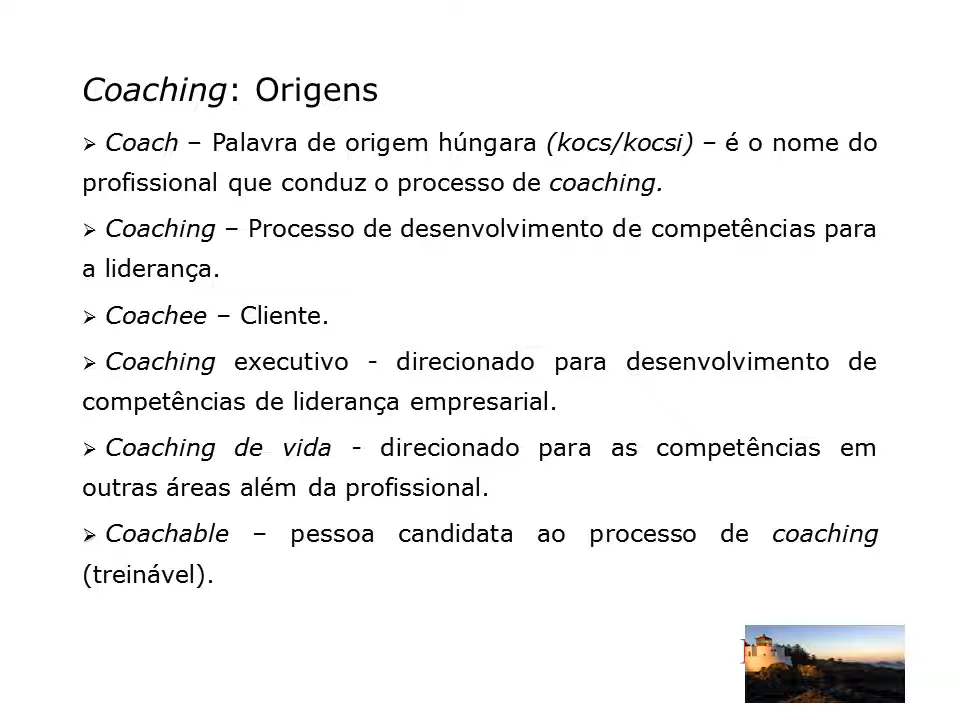 Coaching: Origens
➢ Coach – Palavra de origem húngara (kocs/kocsi) – é o nome do
profissional que conduz o processo de coaching.
➢ Coaching – Processo de desenvolvimento de competências para
a liderança.
➢ Coachee – Cliente.
➢ Coaching executivo - direcionado para desenvolvimento de
competências de liderança empresarial.
➢ Coaching de vida - direcionado para as competências em
outras áreas além da profissional.
➢ Coachable – pessoa candidata ao processo de coaching
(treinável).